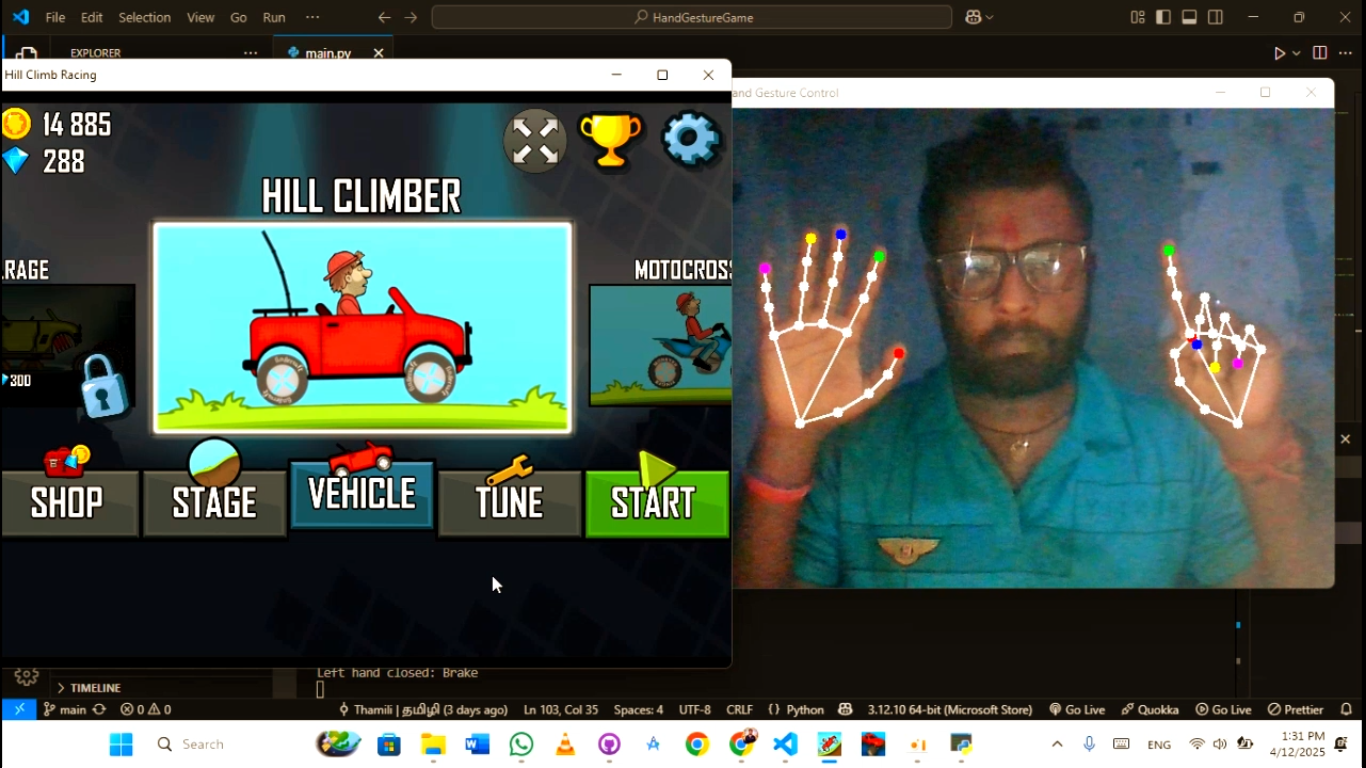 File Edit Selection View Go Run ···
HandGestureGame
EXPLORER ···
main.py
Hill Climb Racing
and Gesture Control
14 885
288
HILL CLIMBER
RAGE
MOTOCROSS
300
SHOP
STAGE
VEHICLE
TUNE
START
Left hand closed: Brake
TIMELINE
main
0 0
Thamili | தமிழி (3 days ago)
Ln 103, Col 35
Spaces: 4
UTF-8
CRLF
{} Python
3.12.10 64-bit (Microsoft Store)
Go Live
Quokka
Go Live
Prettier
Search
ENG
1:31 PM
4/12/2025